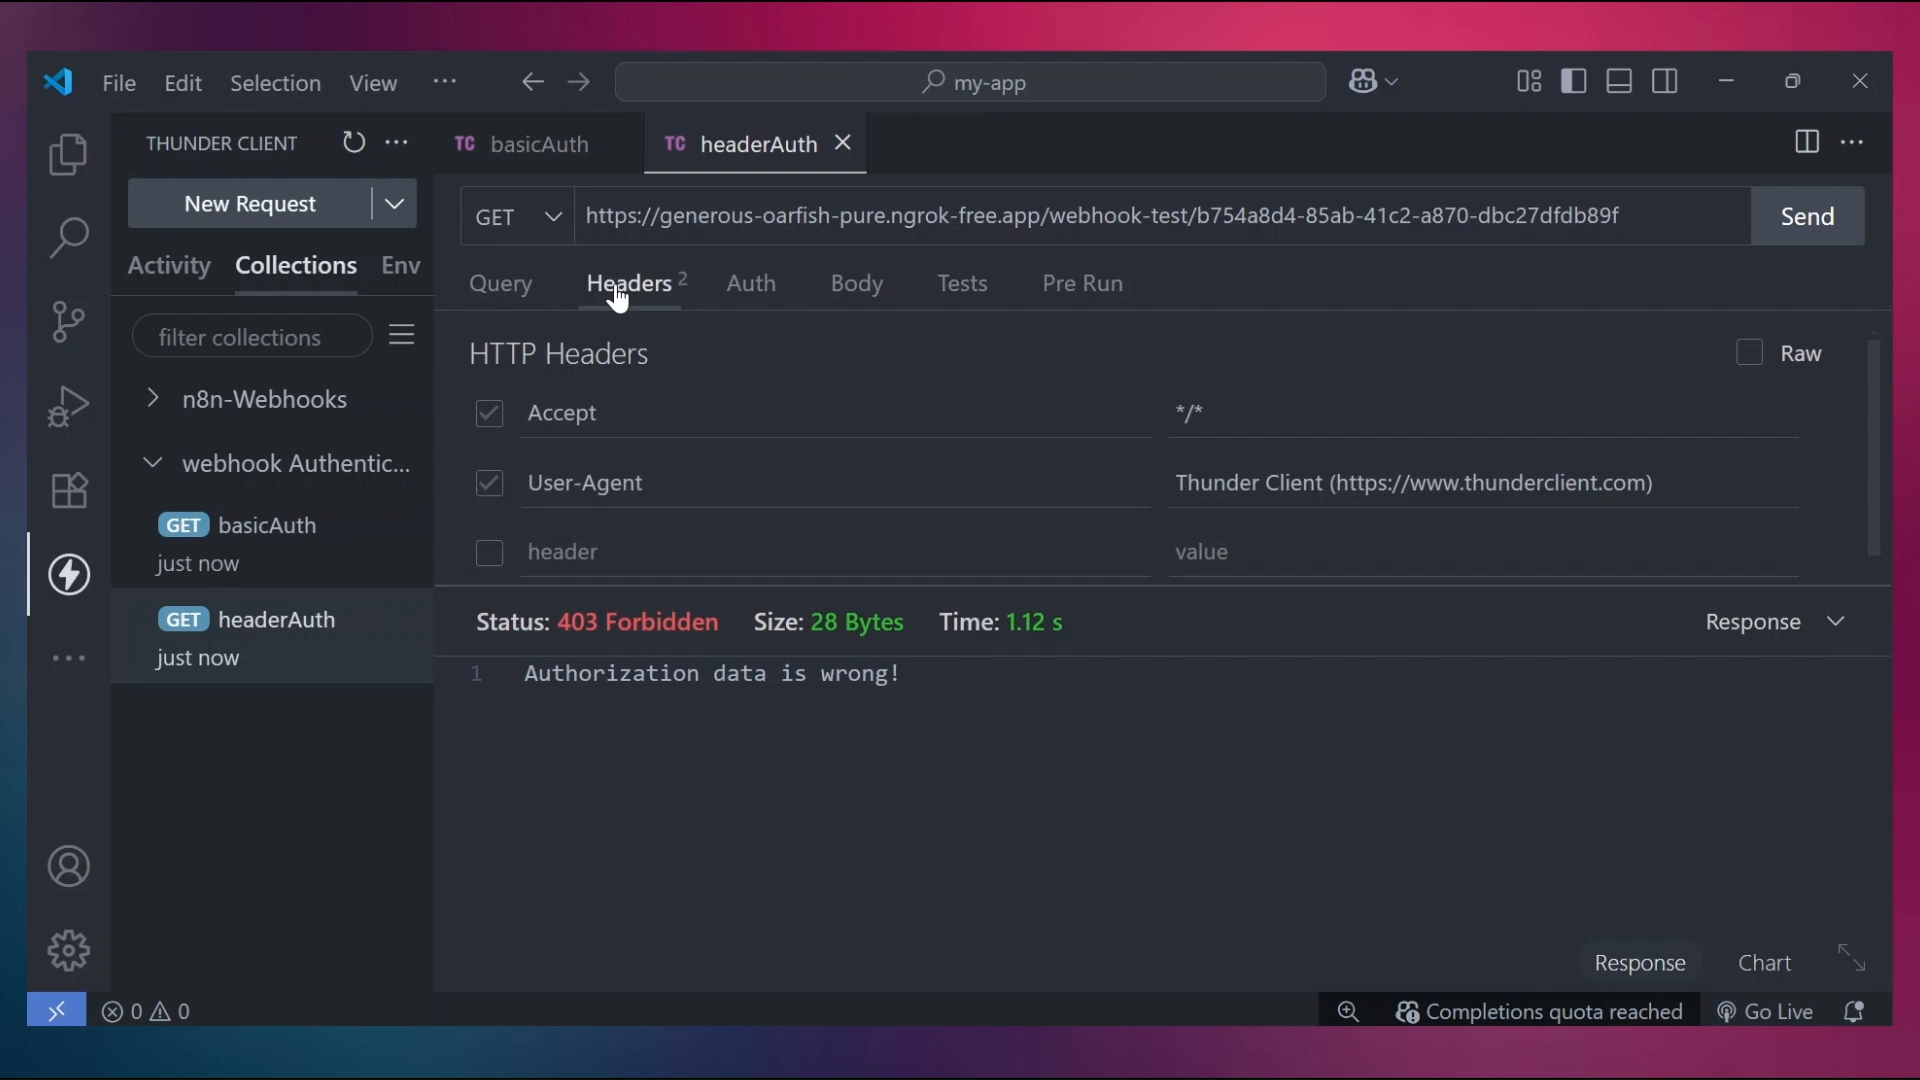 File Edit Selection View ··· my-app
THUNDER CLIENT ···
TC basicAuth
TC headerAuth
New Request
GET https://generous-oarfish-pure.ngrok-free.app/webhook-test/b754a8d4-85ab-41c2-a870-dbc27dfdb89f Send
Activity Collections Env
Query Headers 2 Auth Body Tests Pre Run
filter collections
HTTP Headers Raw
n8n-Webhooks
Accept */*
webhook Authentic...
User-Agent Thunder Client (https://www.thunderclient.com)
GET basicAuth
just now
header value
GET headerAuth
just now
Status: 403 Forbidden Size: 28 Bytes Time: 1.12 s Response
1 Authorization data is wrong!
Response Chart
0 0 Completions quota reached Go Live